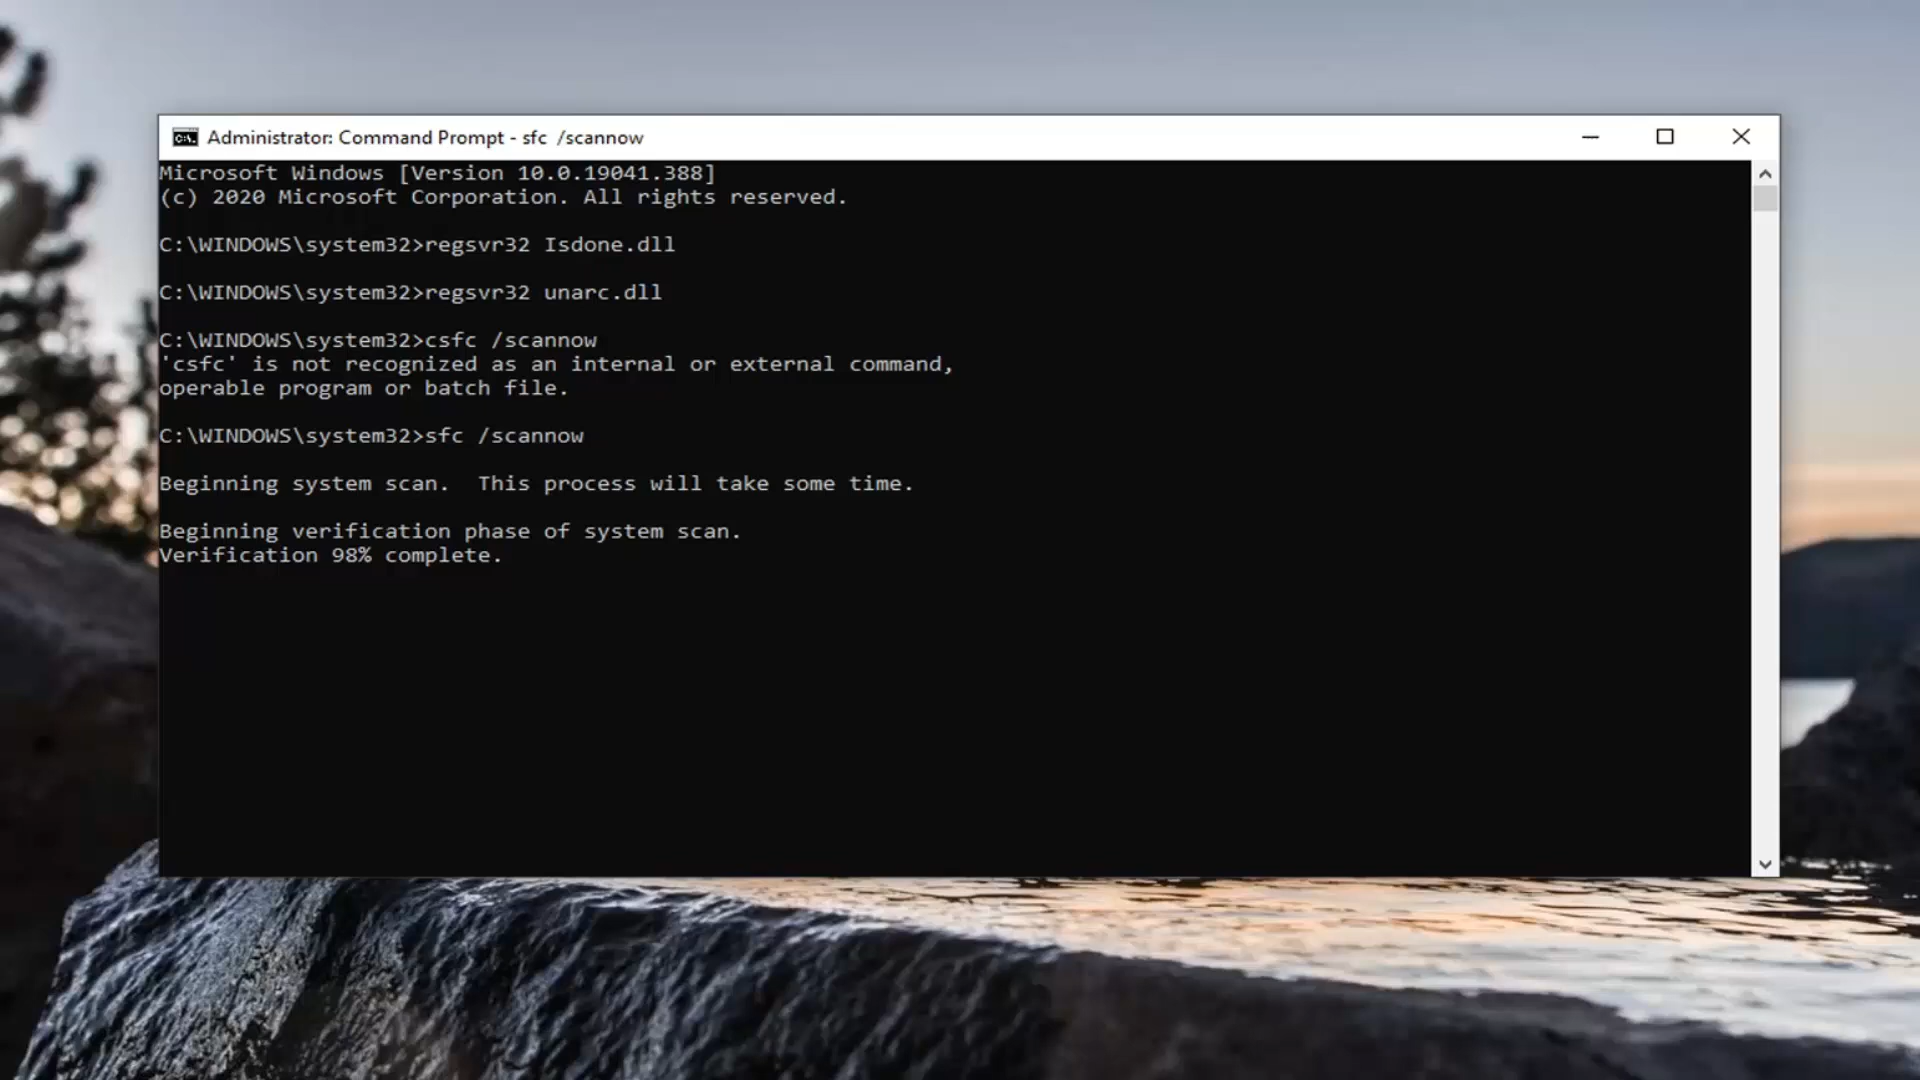 Administrator: Command Prompt - sfc  /scannow
Microsoft Windows [Version 10.0.19041.388]
(c) 2020 Microsoft Corporation. All rights reserved.
C:\WINDOWS\system32>regsvr32 Isdone.dll
C:\WINDOWS\system32>regsvr32 unarc.dll
C:\WINDOWS\system32>csfc /scannow
'csfc' is not recognized as an internal or external command,
operable program or batch file.
C:\WINDOWS\system32>sfc /scannow
Beginning system scan.  This process will take some time.
Beginning verification phase of system scan.
Verification 98% complete.